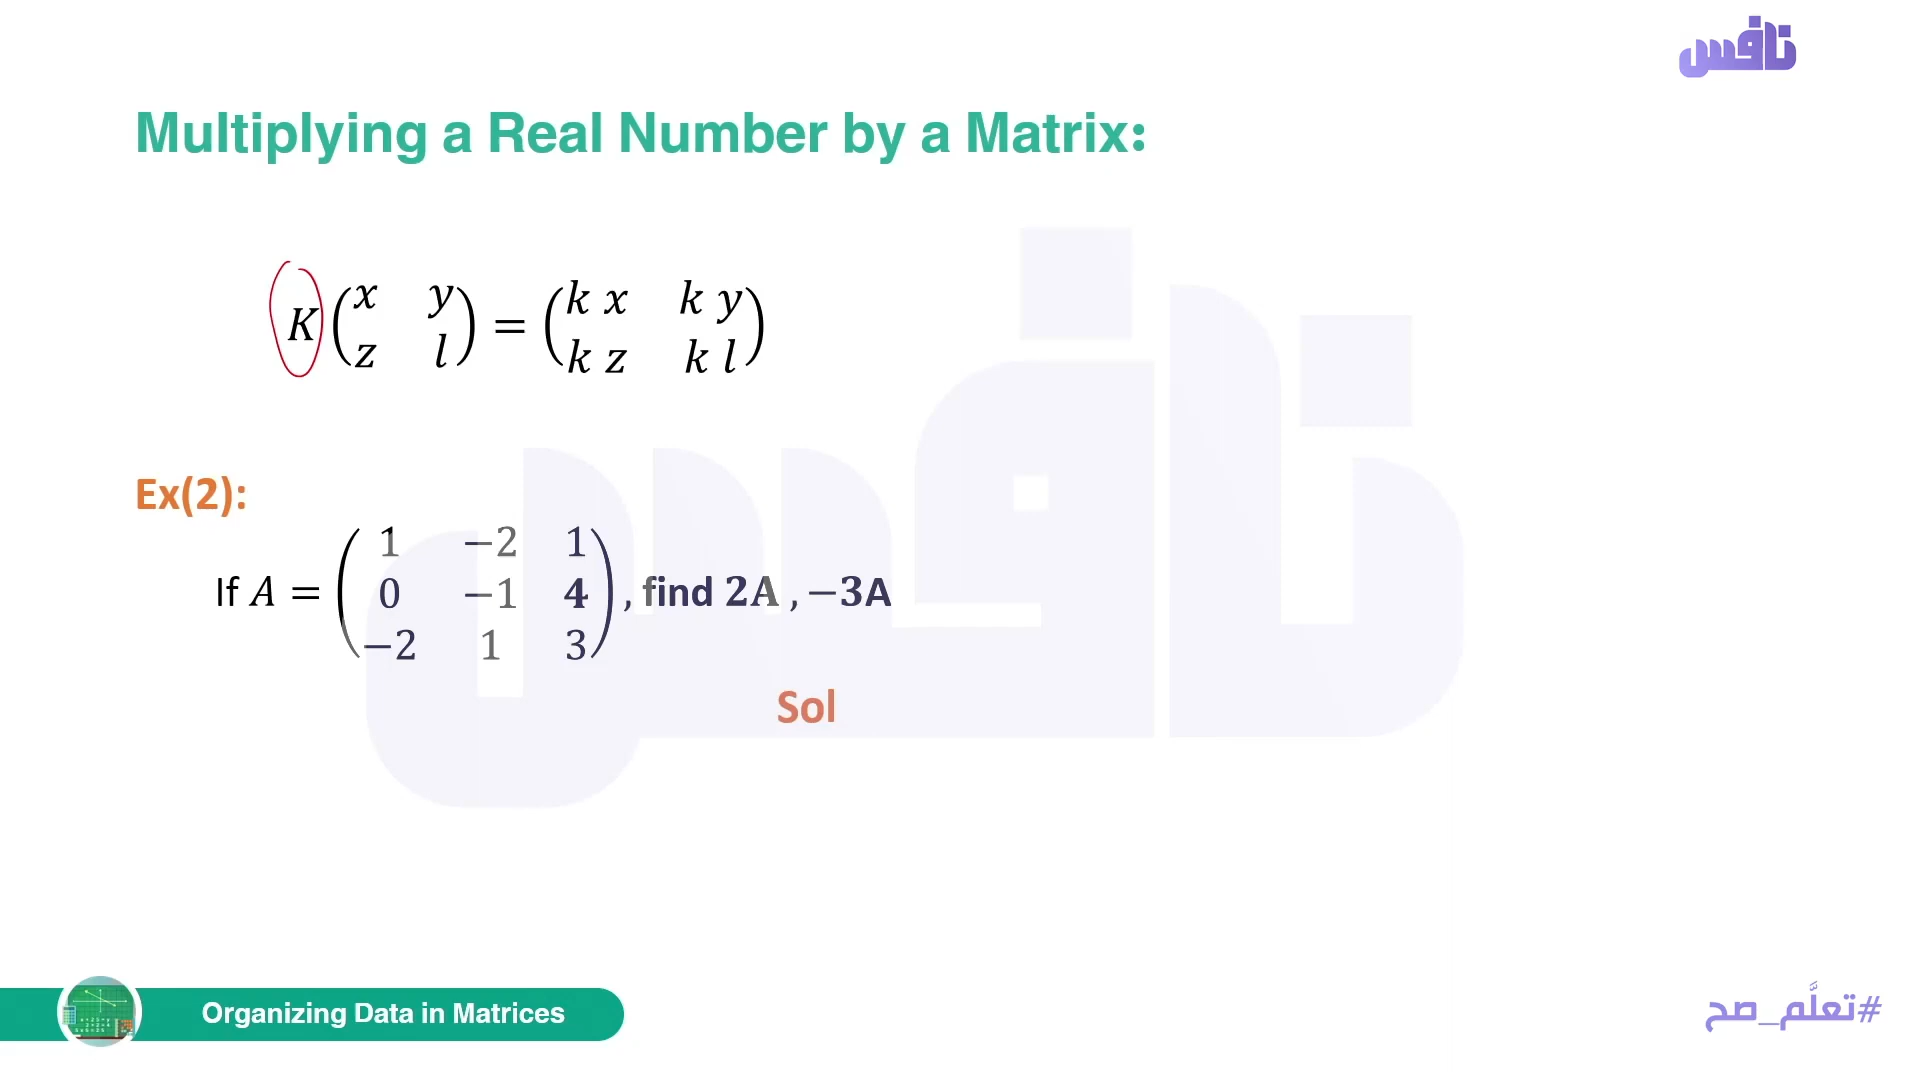 نافس
Multiplying a Real Number by a Matrix:
K(x y) = (k x k y)
(z l) (k z k l)
Ex(2):
If A = (1 −2 1
0 −1 4
−2 1 3), find 2A , −3A
Sol
Organizing Data in Matrices
#تعلَّم_صح